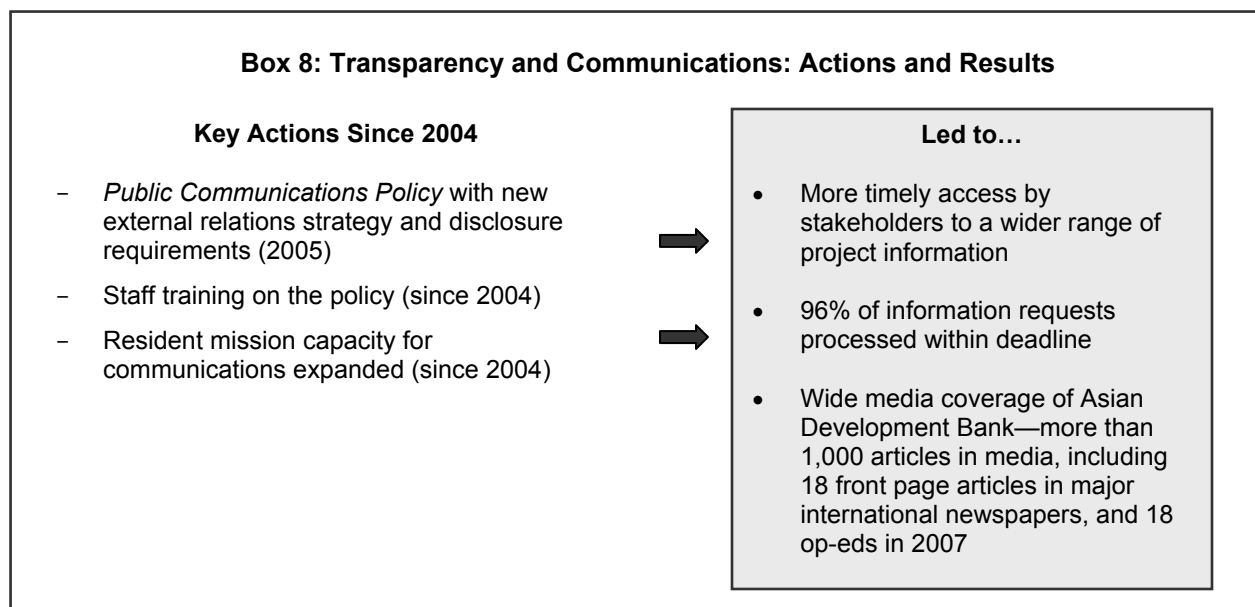 Box 8: Transparency and Communications: Actions and Results
Key Actions Since 2004
- Public Communications Policy with new
external relations strategy and disclosure
requirements (2005)
- Staff training on the policy (since 2004)
- Resident mission capacity for
communications expanded (since 2004)
Led to…
• More timely access by
stakeholders to a wider range of
project information
• 96% of information requests
processed within deadline
• Wide media coverage of Asian
Development Bank—more than
1,000 articles in media, including
18 front page articles in major
international newspapers, and 18
op-eds in 2007